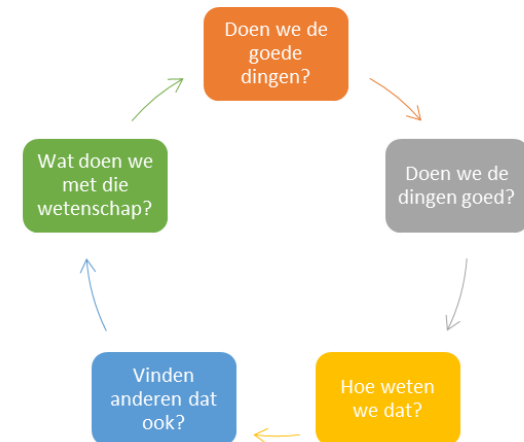 Doen we de
goede
dingen?
Doen we de
dingen goed?
Hoe weten
we dat?
Vinden
anderen dat
ook?
Wat doen we
met die
wetenschap?